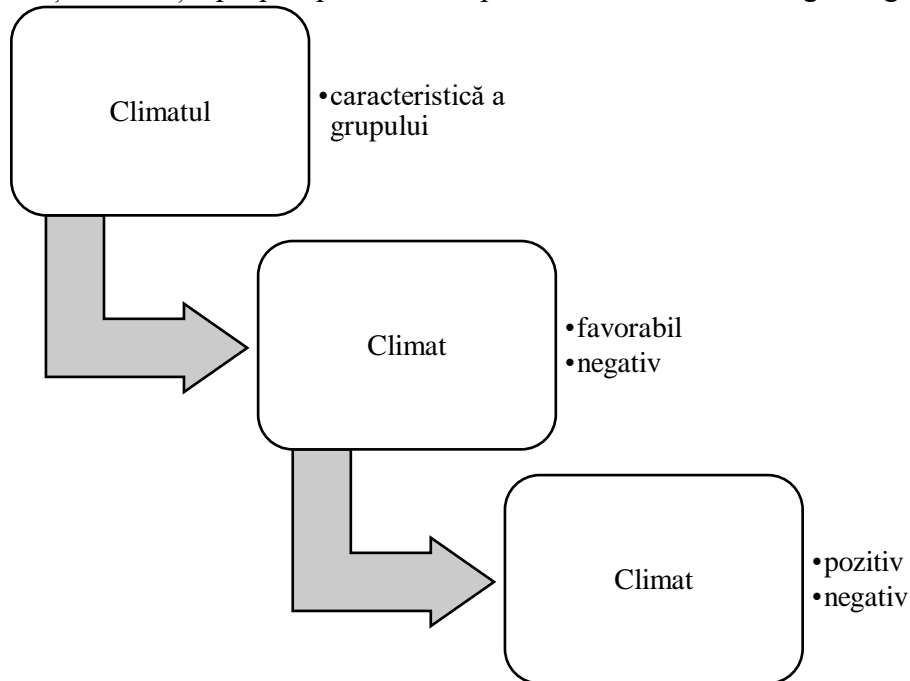 Climatul
•caracteristică a
grupului
Climat
•favorabil
•negativ
Climat
•pozitiv
•negativ